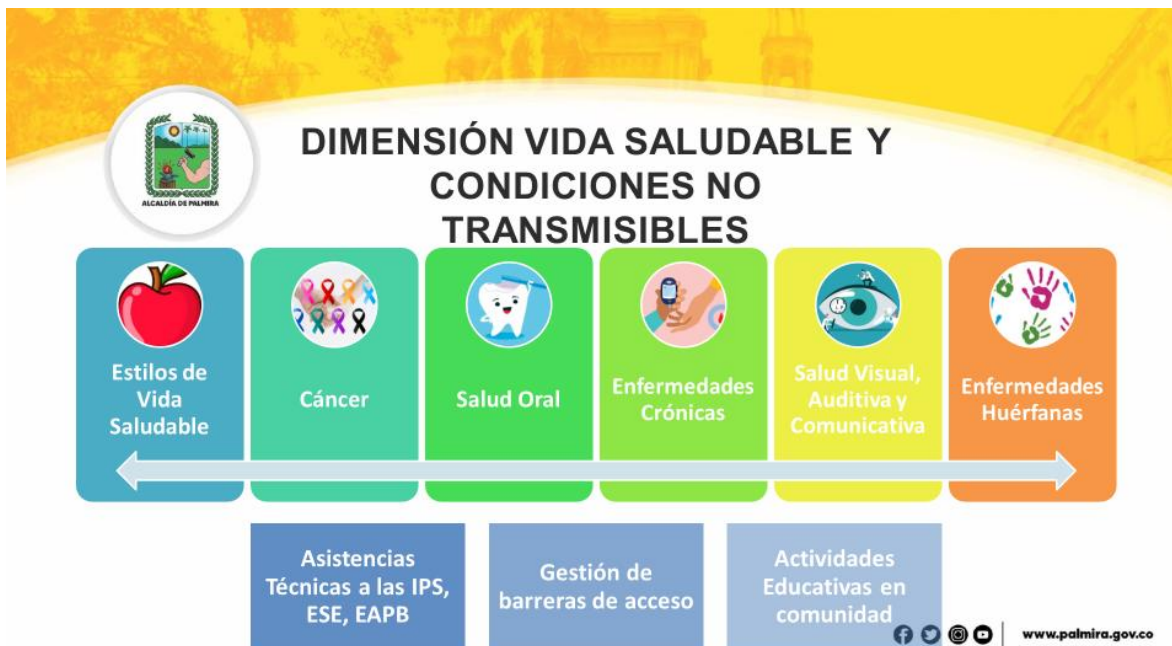 DIMENSIÓN VIDA SALUDABLE Y
CONDICIONES NO
TRANSMISIBLES
ALCALDÍA DE PALMIRA
Estilos de
Vida
Saludable
Cáncer
Salud Oral
Enfermedades
Crónicas
Salud Visual,
Auditiva y
Comunicativa
Enfermedades
Huérfanas
Asistencias
Técnicas a las IPS,
ESE, EAPB
Gestión de
barreras de acceso
Actividades
Educativas en
comunidad
www.palmira.gov.co